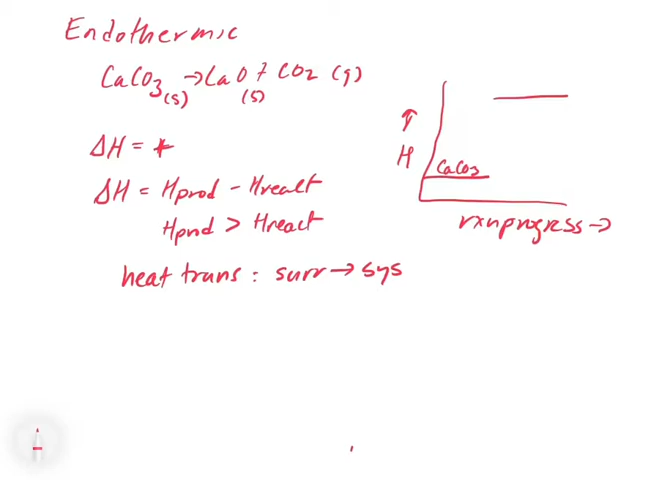 Endothermic
CaCO3 (s) → CaO (s) + CO2 (g)
ΔH = +
ΔH = Hprod - Hreact
Hprod > Hreact
heat trans: surr → sys
↑
H
CaCO3
rxn progress →